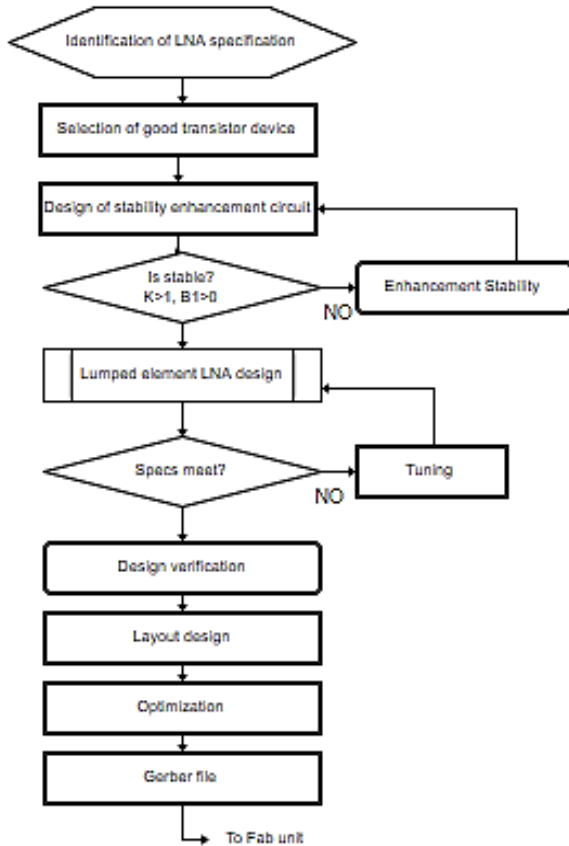 Identification of LNA specification
Selection of good transistor device
Design of stability enhancement circuit
Is stable?
K>1, B1>0
NO
Enhancement Stability
Lumped element LNA design
Specs meet?
NO
Tuning
Design verification
Layout design
Optimization
Gerber file
To Fab unit